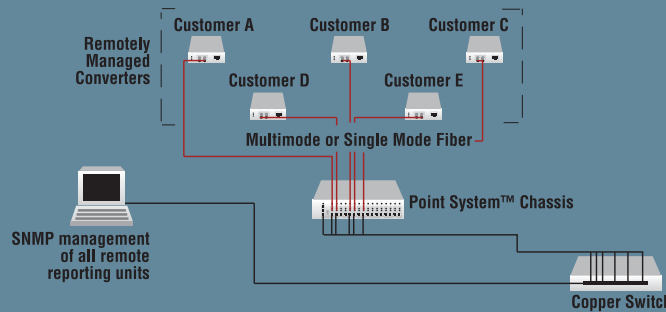 Customer A
Customer B
Customer C
Remotely
Managed
Converters
Customer D
Customer E
Multimode or Single Mode Fiber
Point System™ Chassis
SNMP management
of all remote
reporting units
Copper Switch